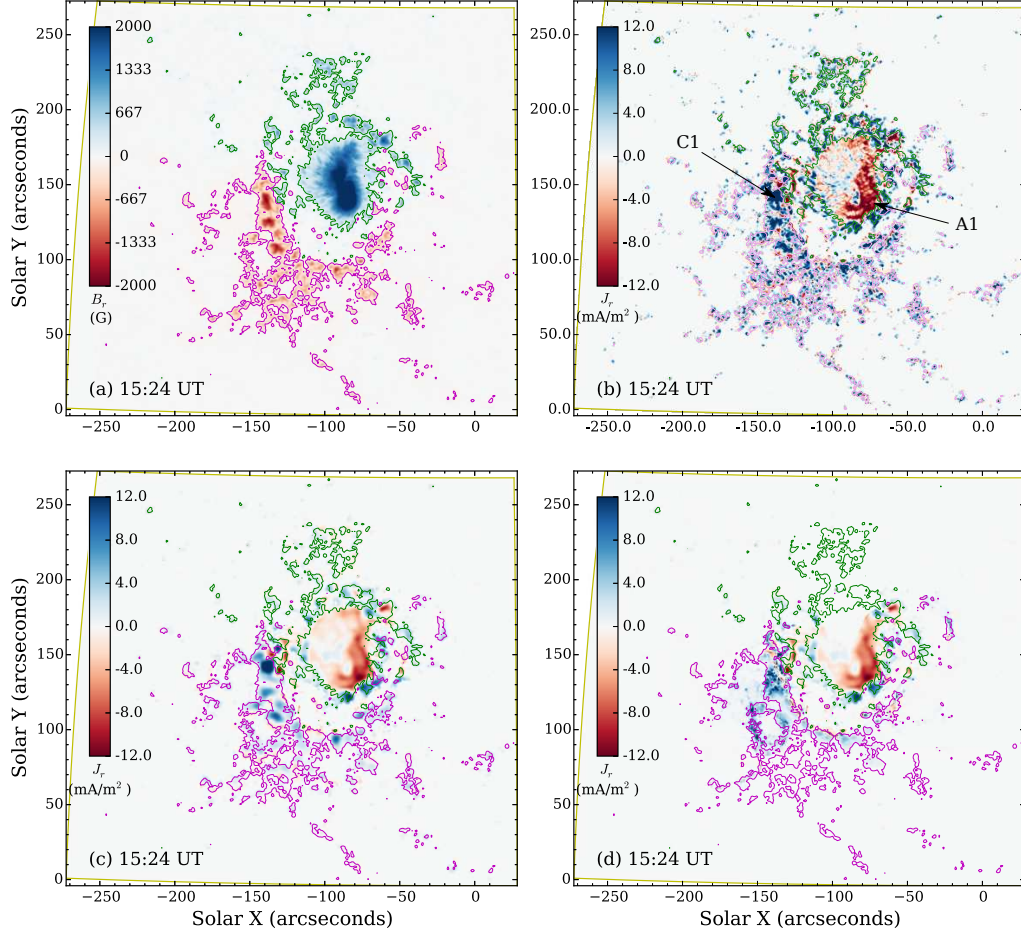 250
200
150
100
50
0
−250 −200 −150 −100 −50 0
Solar Y (arcseconds)
2000
1333
667
0
-667
-1333
-2000
B_r
(G)
(a) 15:24 UT
250.0
200.0
150.0
100.0
50.0
0.0
-250.0 -200.0 -150.0 -100.0 -50.0 0.0
12.0
8.0
4.0
0.0
-4.0
-8.0
-12.0
J_r
(mA/m²)
C1
A1
(b) 15:24 UT
250
200
150
100
50
0
−250 −200 −150 −100 −50 0
Solar Y (arcseconds)
Solar X (arcseconds)
12.0
8.0
4.0
0.0
-4.0
-8.0
-12.0
J_r
(mA/m²)
(c) 15:24 UT
250
200
150
100
50
0
−250 −200 −150 −100 −50 0
Solar X (arcseconds)
12.0
8.0
4.0
0.0
-4.0
-8.0
-12.0
J_r
(mA/m²)
(d) 15:24 UT